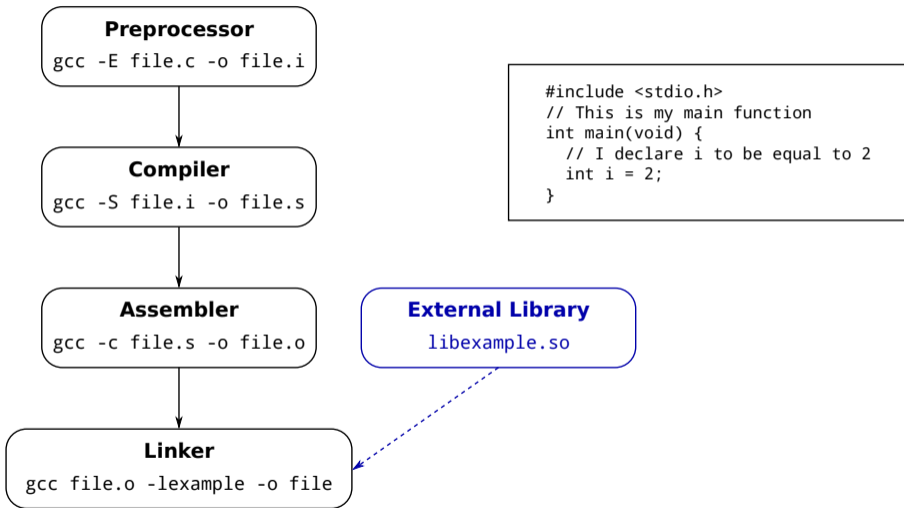 Preprocessor
gcc -E file.c -o file.i
Compiler
gcc -S file.i -o file.s
Assembler
gcc -c file.s -o file.o
Linker
gcc file.o -lexample -o file
External Library
libexample.so
#include <stdio.h>
// This is my main function
int main(void) {
  // I declare i to be equal to 2
  int i = 2;
}